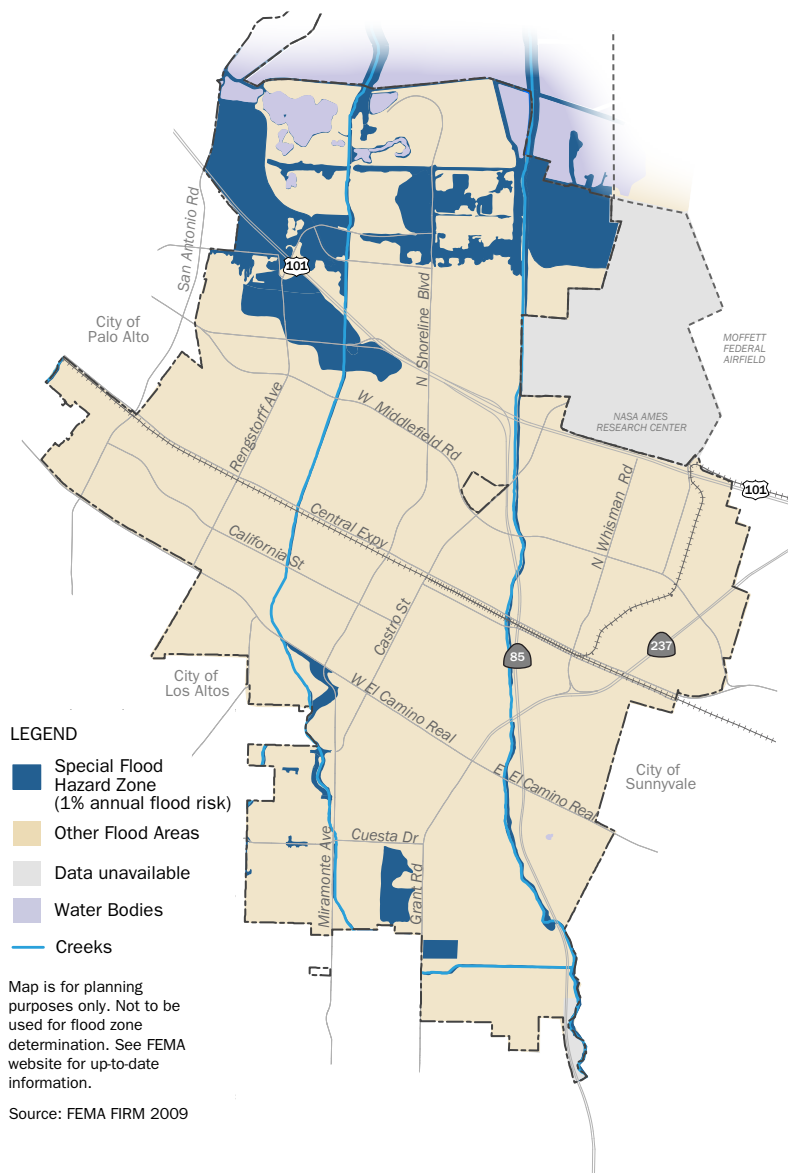 San Antonio Rd
101
City of
Palo Alto
N Shoreline Blvd
MOFFETT
FEDERAL
AIRFIELD
NASA AMES
RESEARCH CENTER
Rengstorff Ave
W Middlefield Rd
101
N Whisman Rd
Central Expy
California St
Castro St
85
237
City of
Los Altos
W El Camino Real
E El Camino Real
City of
Sunnyvale
Cuesta Dr
Miramonte Ave
Grant Rd
LEGEND
Special Flood
Hazard Zone
(1% annual flood risk)
Other Flood Areas
Data unavailable
Water Bodies
Creeks
Map is for planning
purposes only. Not to be
used for flood zone
determination. See FEMA
website for up-to-date
information.
Source: FEMA FIRM 2009